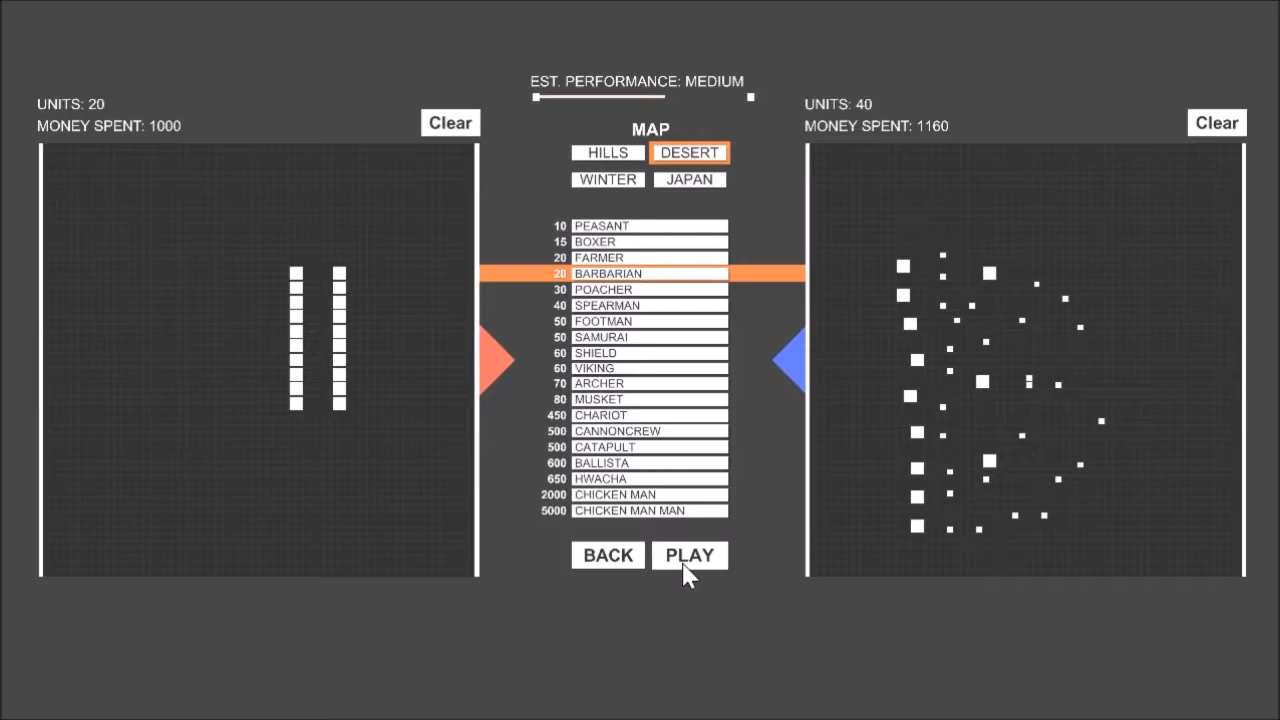 EST. PERFORMANCE: MEDIUM
UNITS: 20
MONEY SPENT: 1000
Clear
UNITS: 40
MONEY SPENT: 1160
Clear
MAP
HILLS DESERT
WINTER JAPAN
10 PEASANT
15 BOXER
20 FARMER
20 BARBARIAN
30 POACHER
40 SPEARMAN
50 FOOTMAN
50 SAMURAI
60 SHIELD
60 VIKING
70 ARCHER
80 MUSKET
450 CHARIOT
500 CANNONCREW
500 CATAPULT
600 BALLISTA
650 HWACHA
2000 CHICKEN MAN
5000 CHICKEN MAN MAN
BACK PLAY